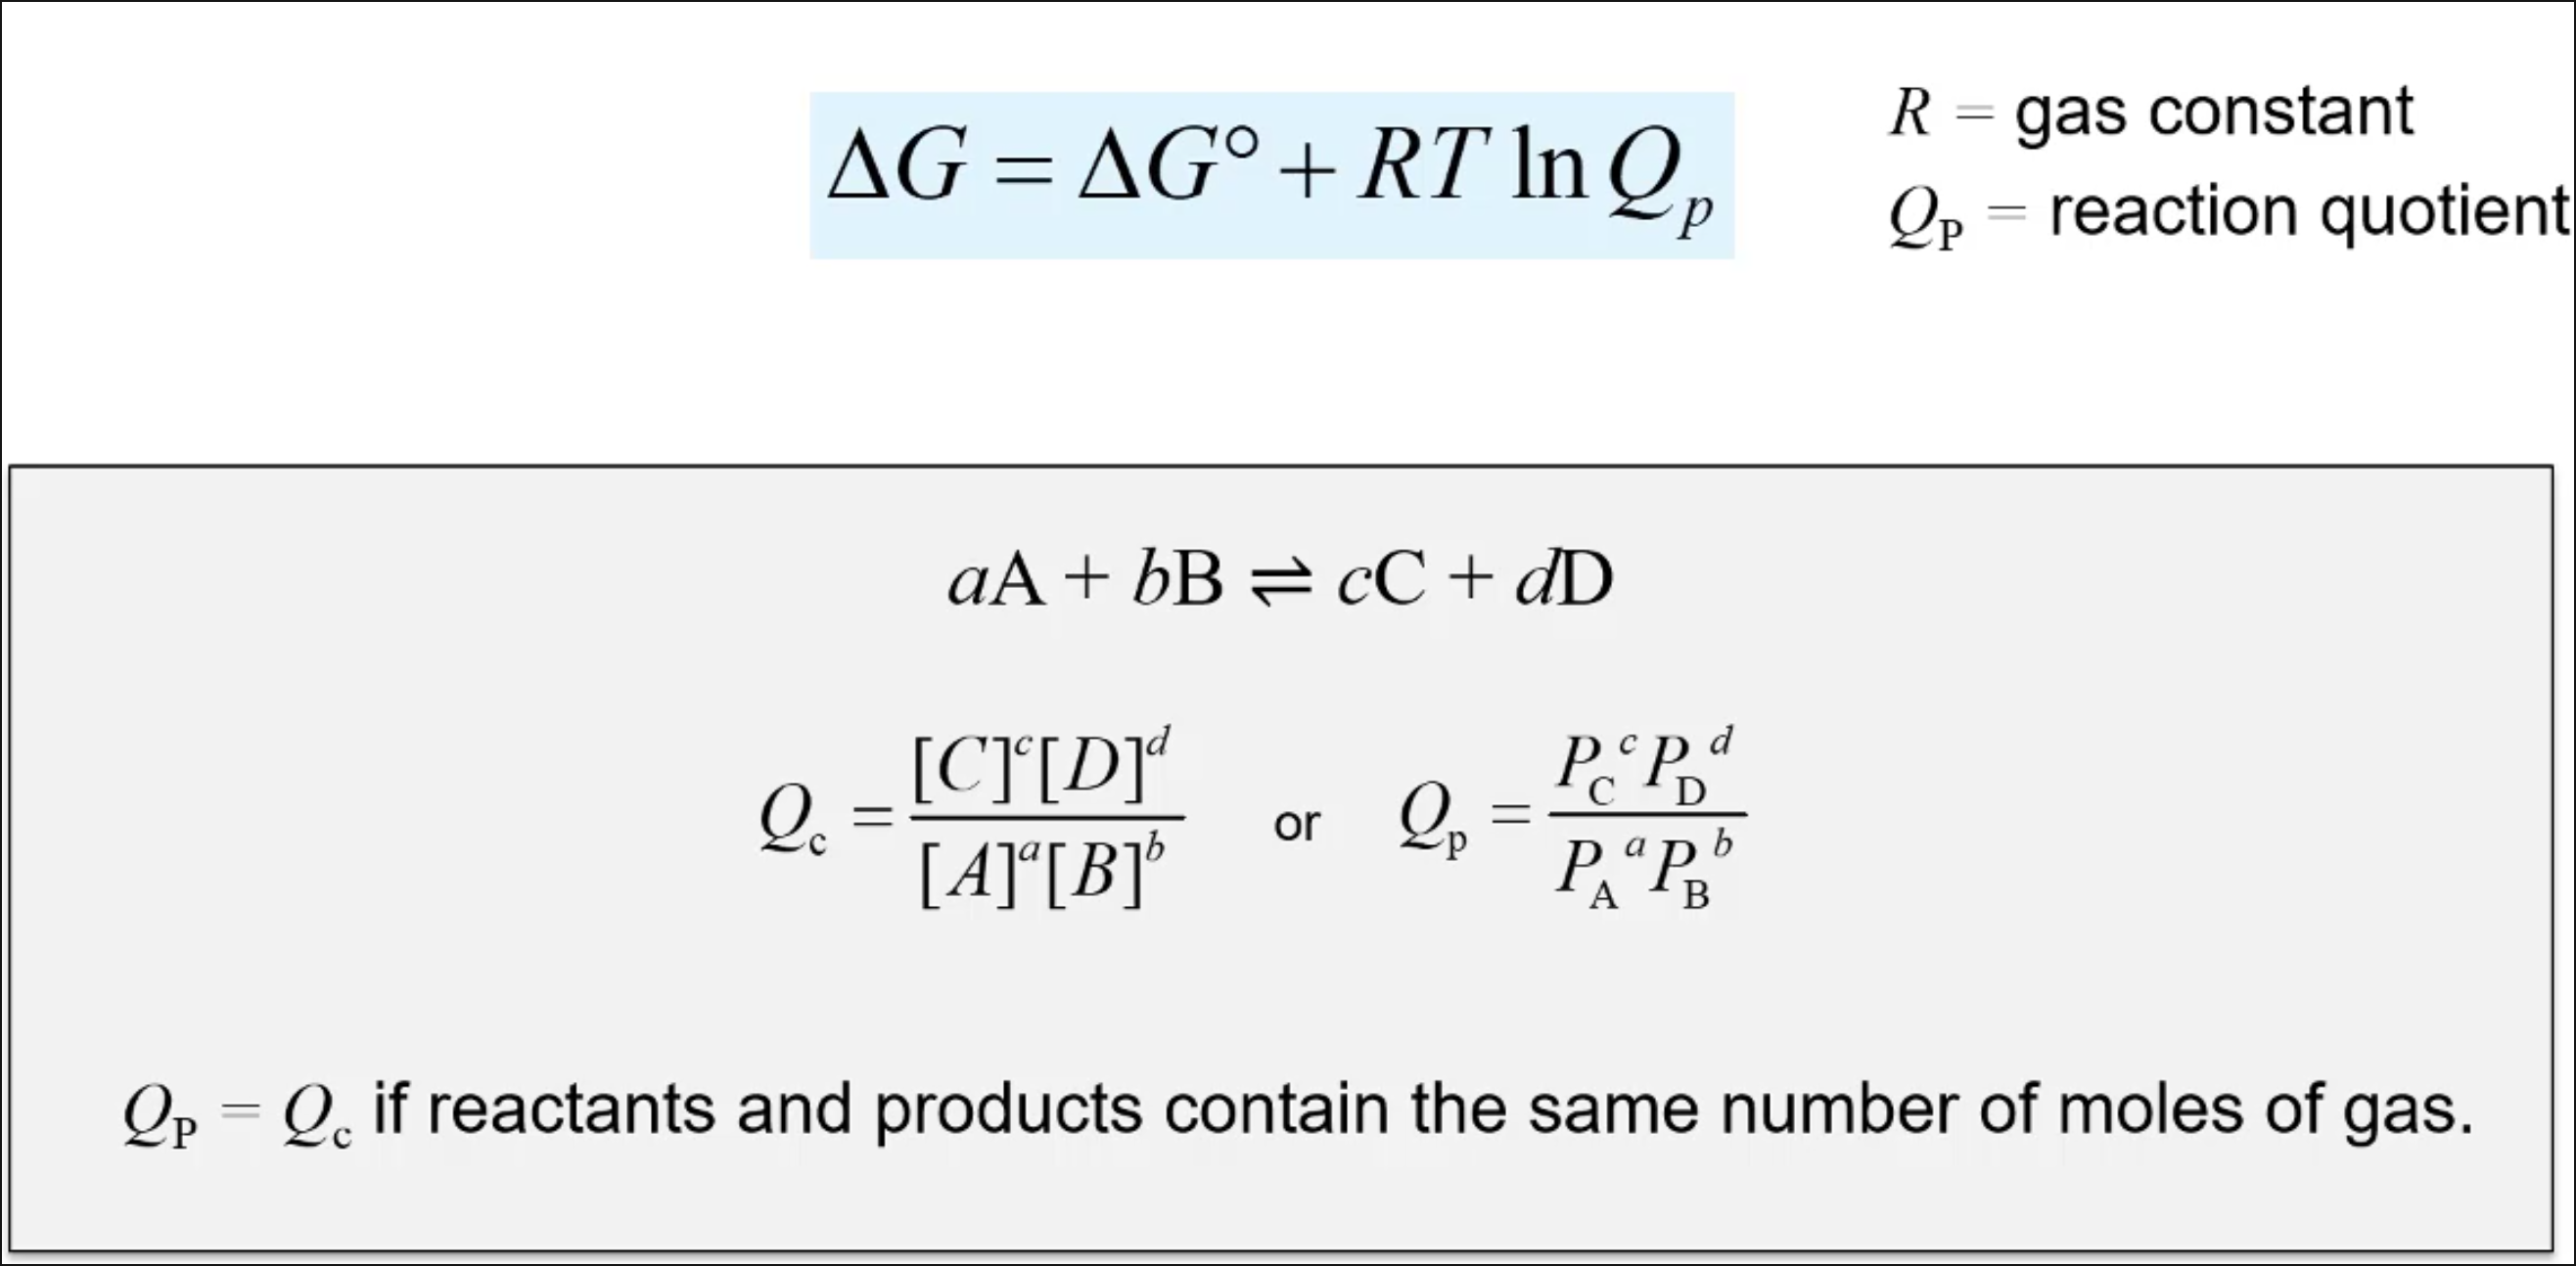 ΔG = ΔG° + RT ln Qₚ
R = gas constant
Q_P = reaction quotient
aA + bB ⇌ cC + dD
Q_c = [C]^c[D]^d / [A]^a[B]^b or Q_p = P_C^c P_D^d / P_A^a P_B^b
Q_P = Q_c if reactants and products contain the same number of moles of gas.